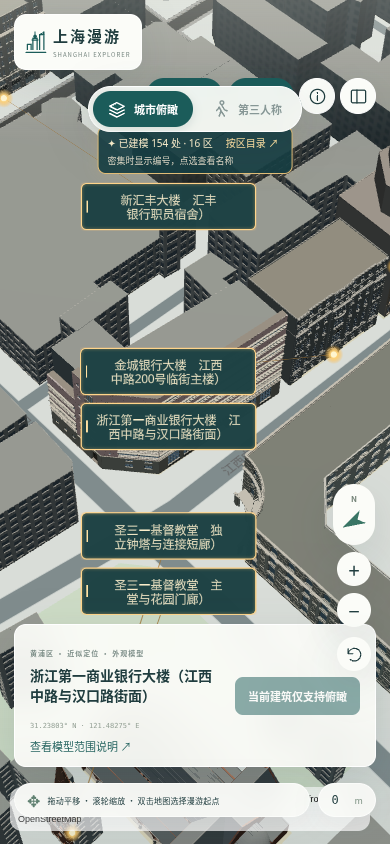 上海漫游
SHANGHAI EXPLORER
城市俯瞰
第三人称
✦ 已建模 154 处 · 16 区 按区目录 ↗
密集时显示编号，点选查看名称
新汇丰大楼 汇丰
银行职员宿舍）
金城银行大楼 江西
中路200号临街主楼）
浙江第一商业银行大楼 江
西中路与汉口路街面）
圣三一基督教堂 独
立钟塔与连接短廊）
圣三一基督教堂 主
堂与花园门廊）
N
+
−
黄浦区 · 近似定位 · 外观模型
浙江第一商业银行大楼（江西
中路与汉口路街面）
当前建筑仅支持俯瞰
31.23803° N · 121.48275° E
查看模型范围说明 ↗
拖动平移 · 滚轮缩放 · 双击地图选择漫游起点
0 m
OpenStreetMap